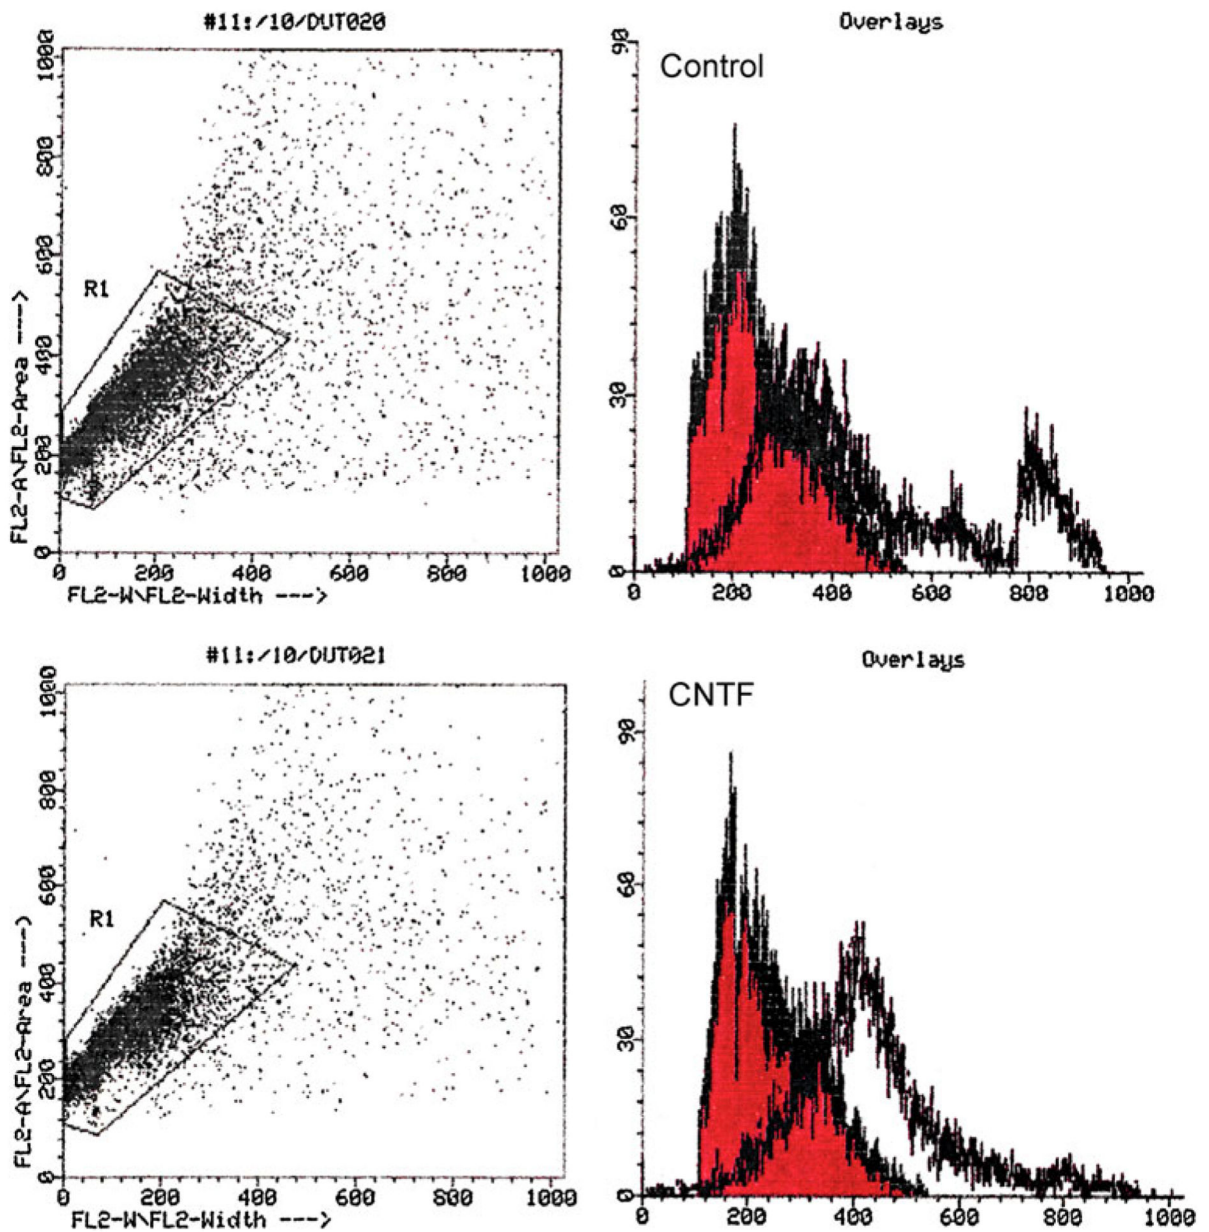 #11:/10/DUT020
Overlays
1000
800
600
400
200
0
FL2-A\FL2-Area --->
R1
0 200 400 600 800 1000
FL2-W\FL2-Width --->
90
60
30
0
Control
0 200 400 600 800 1000
#11:/10/DUT021
Overlays
1000
800
600
400
200
0
FL2-A\FL2-Area --->
R1
0 200 400 600 800 1000
FL2-W\FL2-Width --->
90
60
30
0
CNTF
0 200 400 600 800 1000